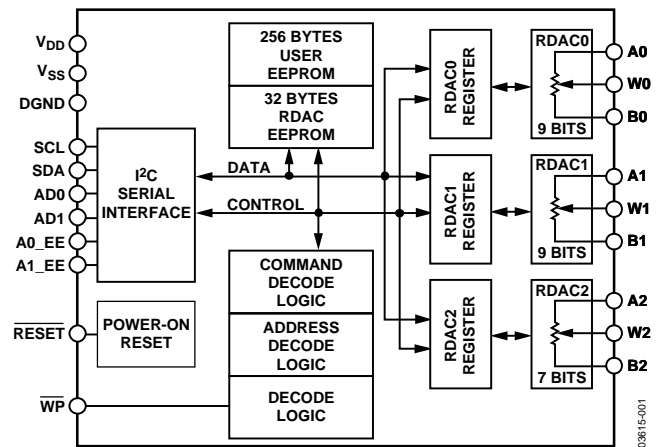 VDD
VSS
DGND
SCL
SDA
AD0
AD1
A0_EE
A1_EE
RESET
WP
I2C
SERIAL
INTERFACE
POWER-ON
RESET
256 BYTES
USER
EEPROM
32 BYTES
RDAC
EEPROM
DATA
CONTROL
COMMAND
DECODE
LOGIC
ADDRESS
DECODE
LOGIC
DECODE
LOGIC
RDAC0
REGISTER
RDAC1
REGISTER
RDAC2
REGISTER
RDAC0
9 BITS
RDAC1
9 BITS
RDAC2
7 BITS
A0
W0
B0
A1
W1
B1
A2
W2
B2
03615-001